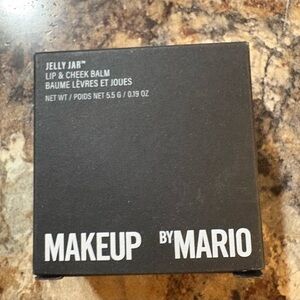 JELLY JAR™
LIP & CHEEK BALM
BAUME LÈVRES ET JOUES
NET WT / POIDS NET 5.5 G / 0.19 OZ
MAKEUP BY MARIO